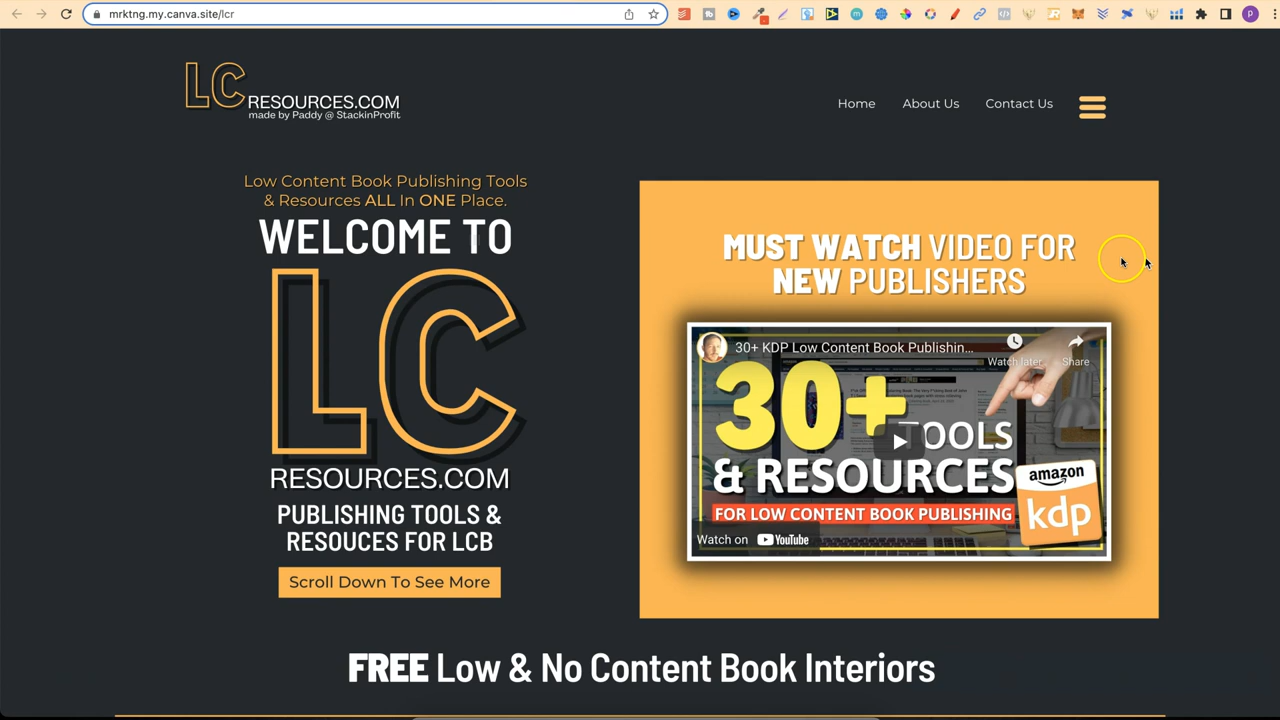 mrktng.my.canva.site/lcr
LC RESOURCES.COM
made by Paddy @ StackinProfit
Home
About Us
Contact Us
Low Content Book Publishing Tools
& Resources ALL In ONE Place.
WELCOME TO
LC
RESOURCES.COM
PUBLISHING TOOLS &
RESOUCES FOR LCB
Scroll Down To See More
MUST WATCH VIDEO FOR
NEW PUBLISHERS
30+ KDP Low Content Book Publishin...
Watch later
Share
30+ TOOLS
& RESOURCES
FOR LOW CONTENT BOOK PUBLISHING
amazon
kdp
Watch on YouTube
FREE Low & No Content Book Interiors